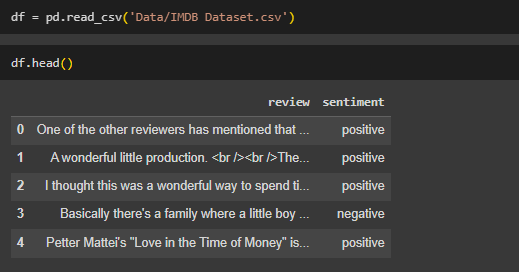 df = pd.read_csv('Data/IMDB Dataset.csv')
df.head()
review sentiment
0 One of the other reviewers has mentioned that ... positive
1 A wonderful little production. <br /><br />The... positive
2 I thought this was a wonderful way to spend ti... positive
3 Basically there's a family where a little boy ... negative
4 Petter Mattei's "Love in the Time of Money" is... positive